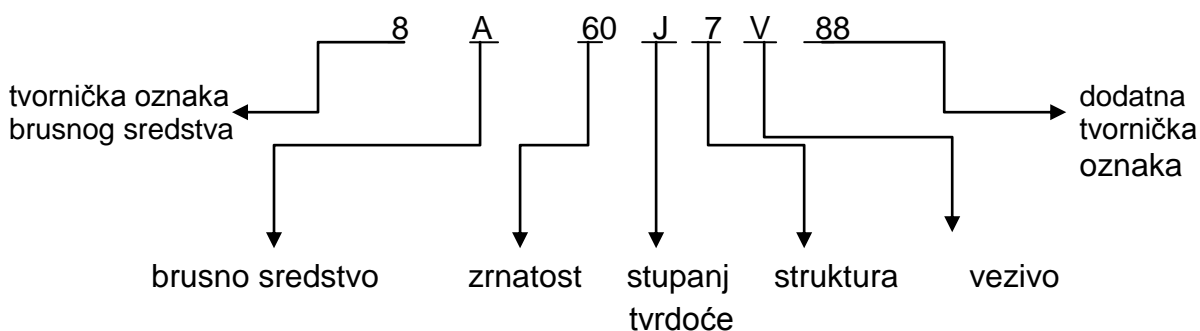 8 A 60 J 7 V 88
tvornička oznaka
brusnog sredstva
dodatna
tvornička
oznaka
brusno sredstvo
zrnatost
stupanj
tvrdoće
struktura
vezivo